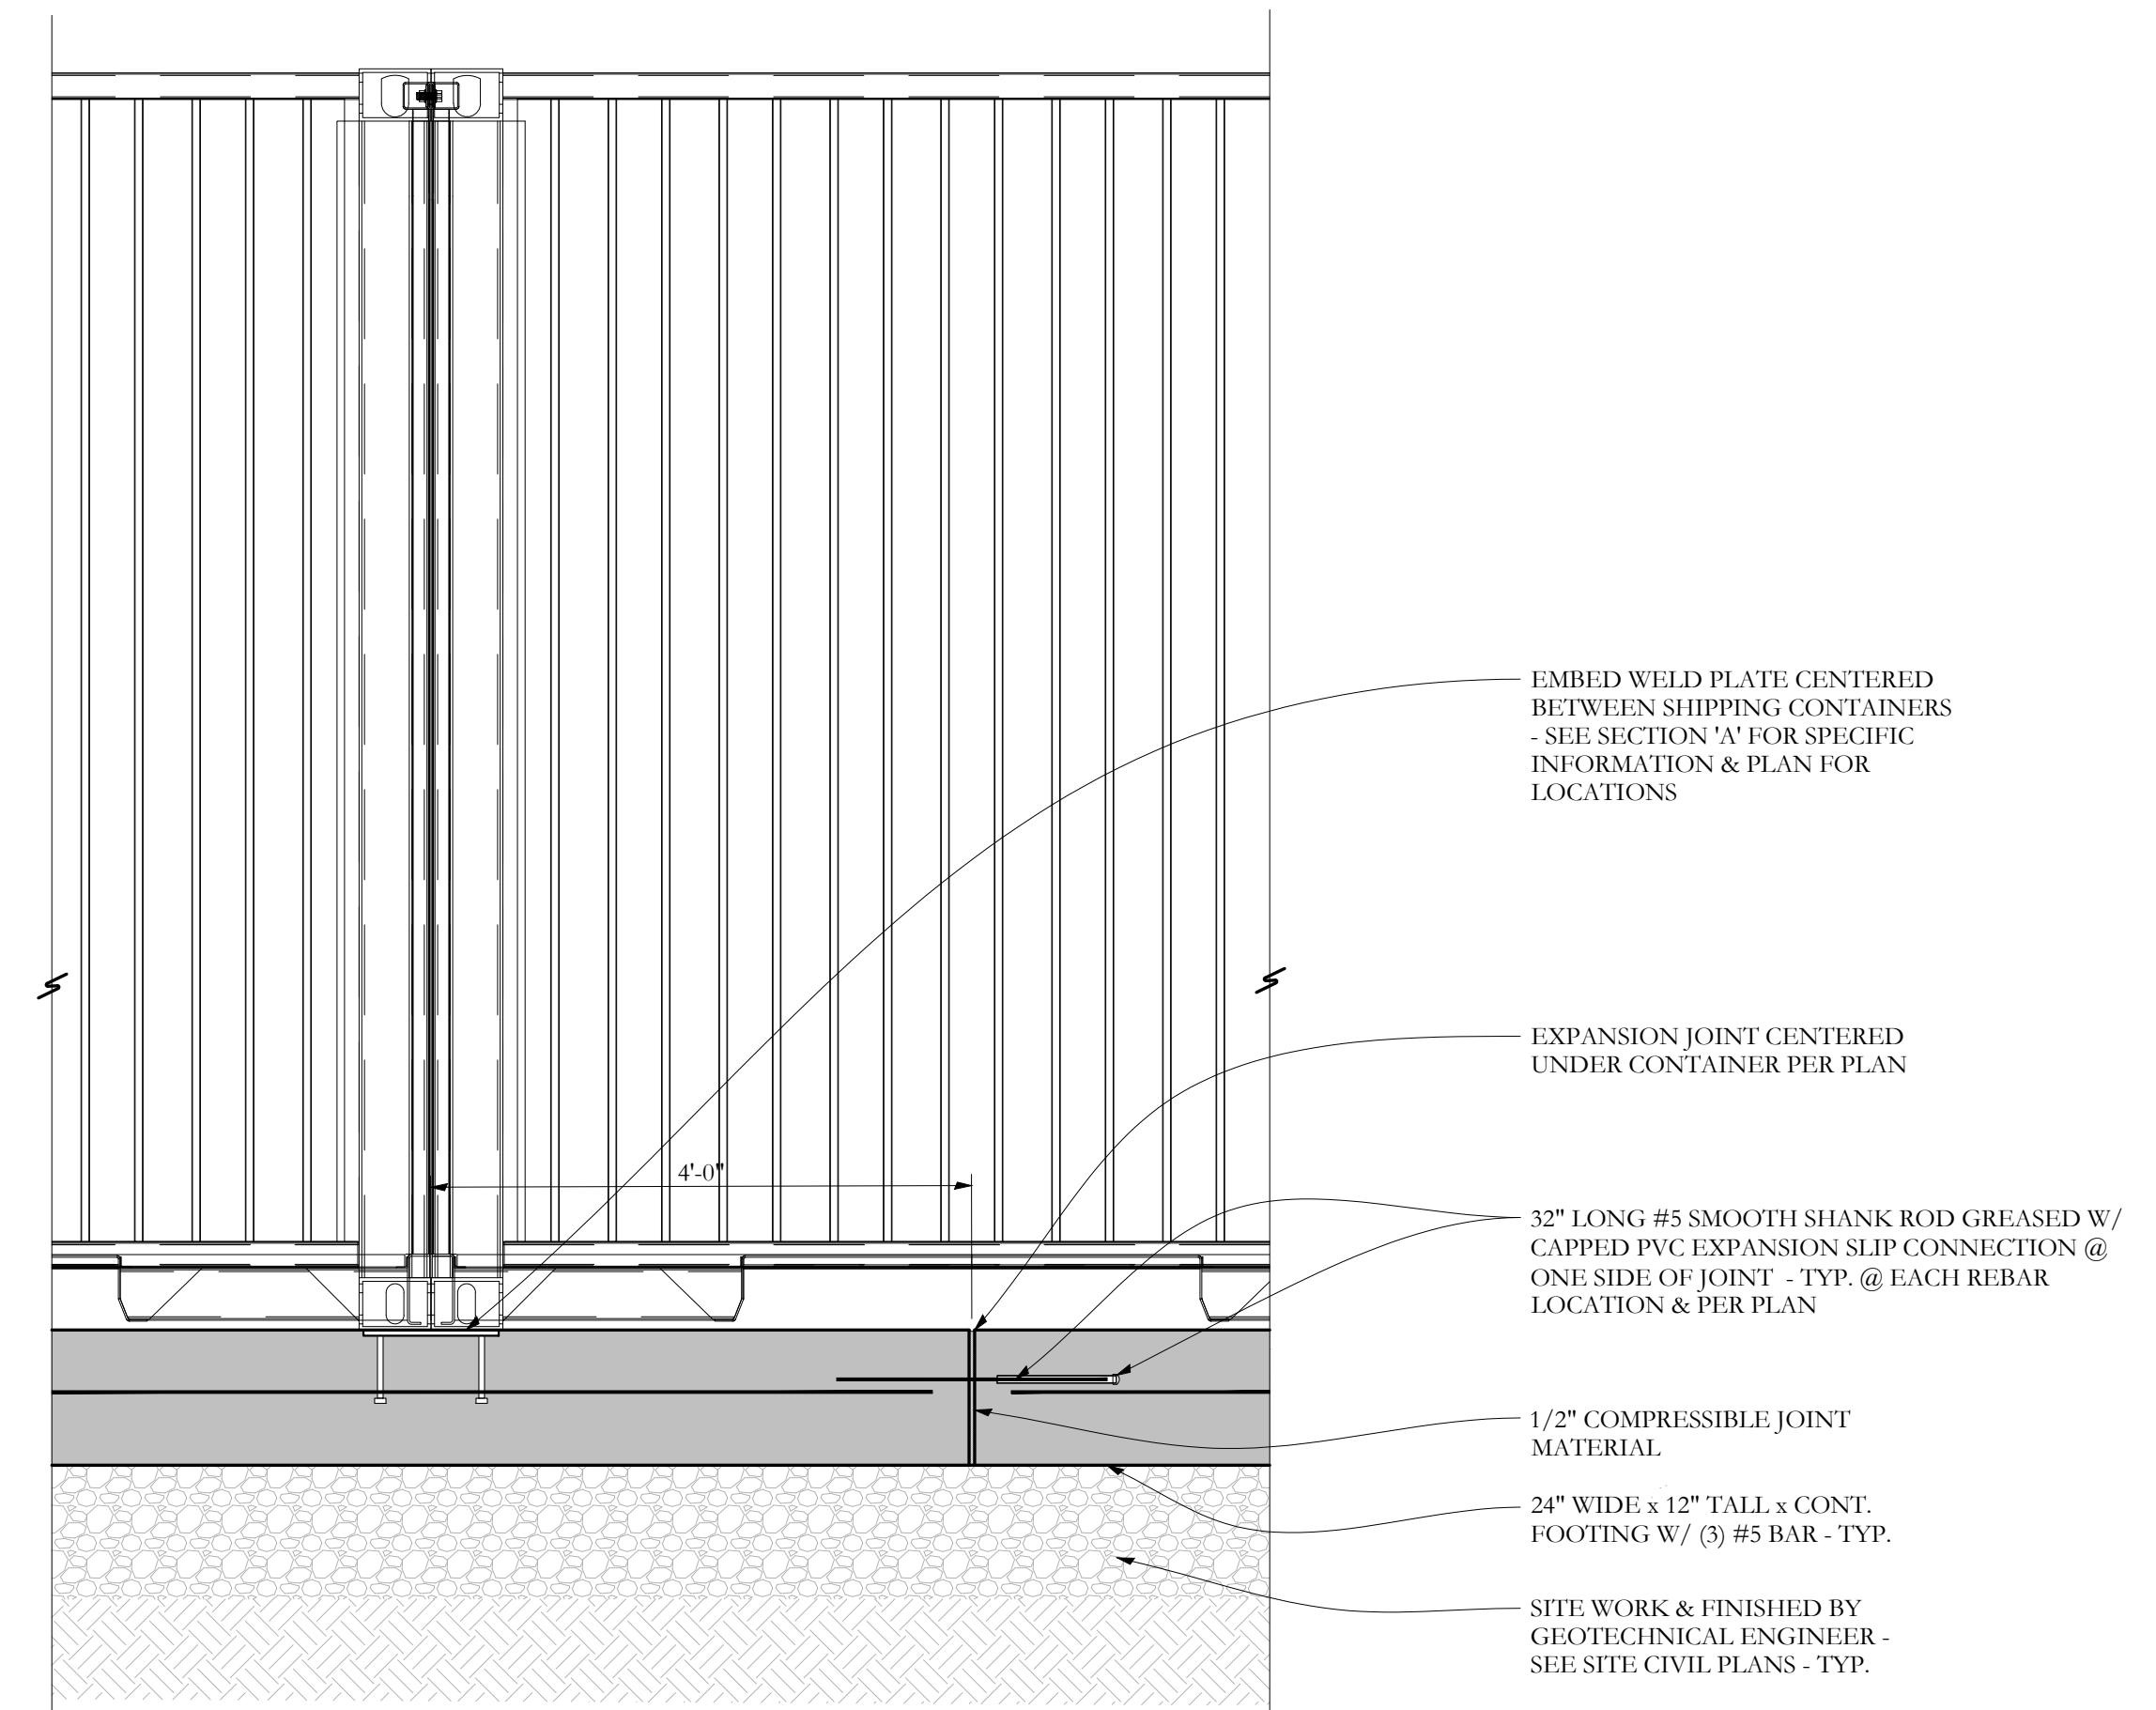 EMBED WELD PLATE CENTERED
BETWEEN SHIPPING CONTAINERS
- SEE SECTION 'A' FOR SPECIFIC
INFORMATION & PLAN FOR
LOCATIONS
EXPANSION JOINT CENTERED
UNDER CONTAINER PER PLAN
4'-0"
32" LONG #5 SMOOTH SHANK ROD GREASED W/
CAPPED PVC EXPANSION SLIP CONNECTION @
ONE SIDE OF JOINT - TYP. @ EACH REBAR
LOCATION & PER PLAN
1/2" COMPRESSIBLE JOINT
MATERIAL
24" WIDE x 12" TALL x CONT.
FOOTING W/ (3) #5 BAR - TYP.
SITE WORK & FINISHED BY
GEOTECHNICAL ENGINEER -
SEE SITE CIVIL PLANS - TYP.